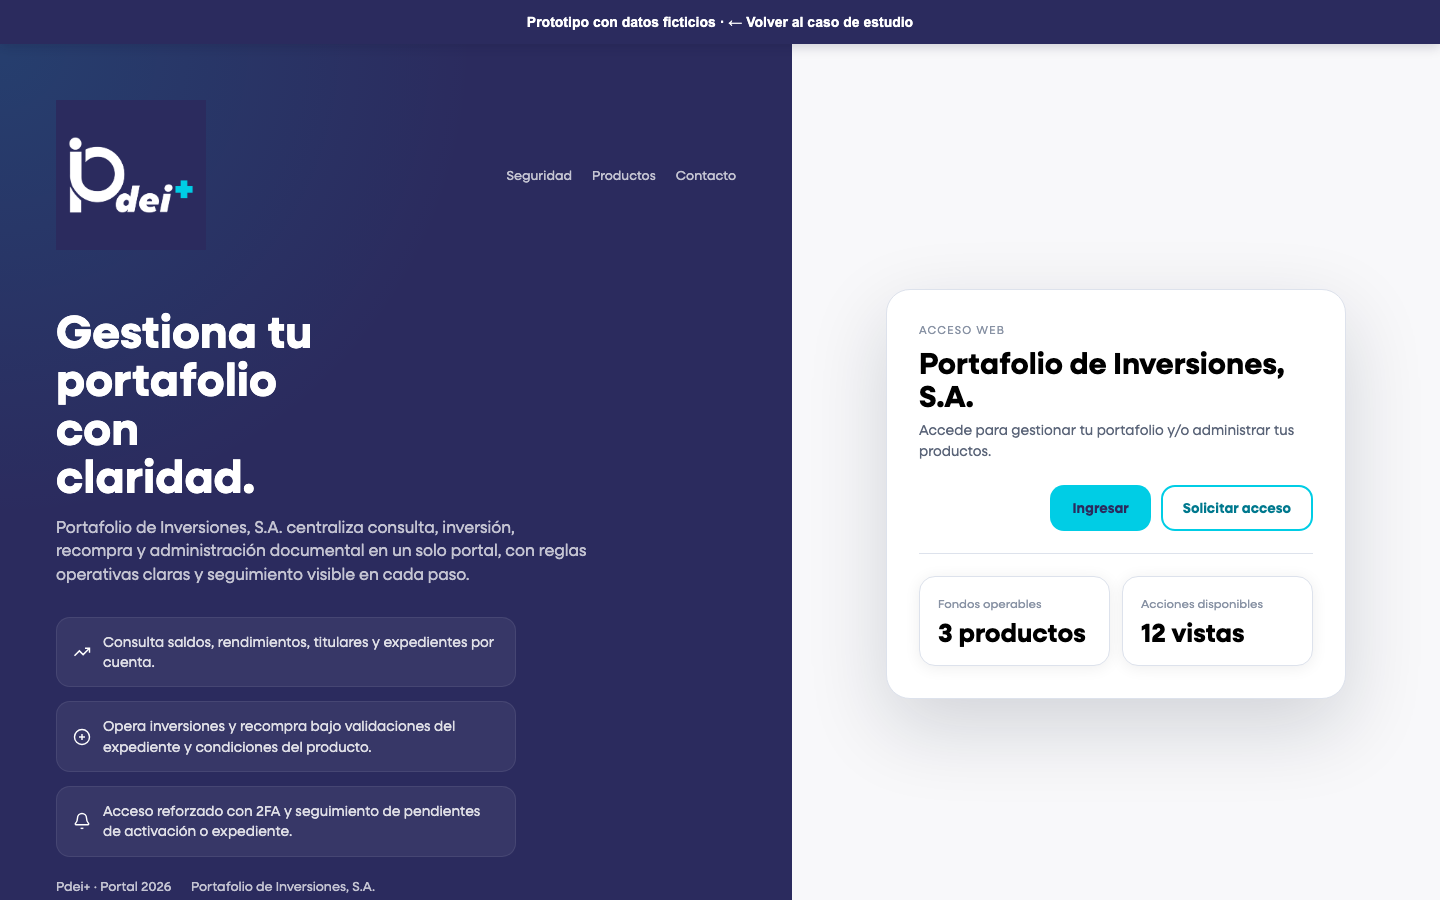 Prototipo con datos ficticios · ← Volver al caso de estudio
pdei+
Seguridad
Productos
Contacto
Gestiona tu
portafolio
con
claridad.
Portafolio de Inversiones, S.A. centraliza consulta, inversión,
recompra y administración documental en un solo portal, con reglas
operativas claras y seguimiento visible en cada paso.
Consulta saldos, rendimientos, titulares y expedientes por
cuenta.
Opera inversiones y recompra bajo validaciones del
expediente y condiciones del producto.
Acceso reforzado con 2FA y seguimiento de pendientes
de activación o expediente.
Pdei+ · Portal 2026
Portafolio de Inversiones, S.A.
ACCESO WEB
Portafolio de Inversiones,
S.A.
Accede para gestionar tu portafolio y/o administrar tus
productos.
Ingresar
Solicitar acceso
Fondos operables
3 productos
Acciones disponibles
12 vistas